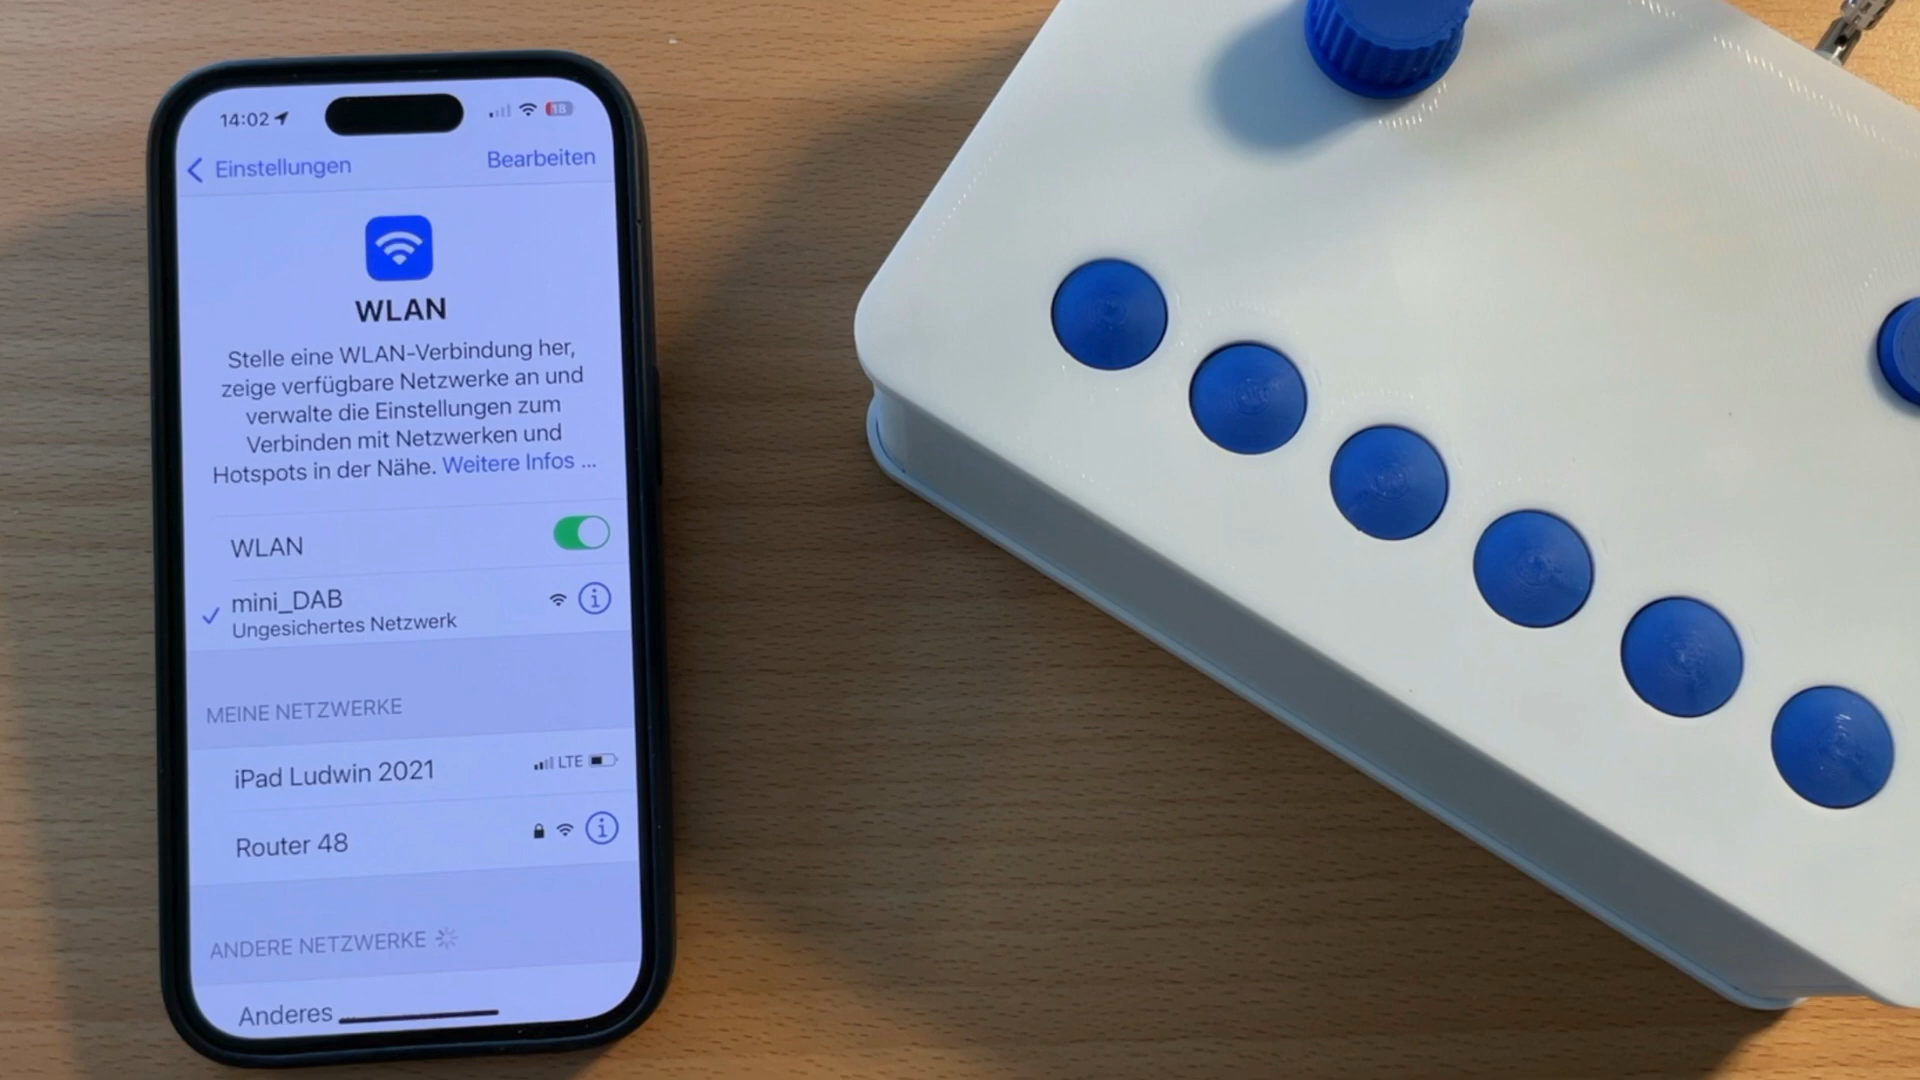 14:02
18
Einstellungen
Bearbeiten
WLAN
Stelle eine WLAN-Verbindung her,
zeige verfügbare Netzwerke an und
verwalte die Einstellungen zum
Verbinden mit Netzwerken und
Hotspots in der Nähe. Weitere Infos ...
WLAN
mini_DAB
Ungesichertes Netzwerk
MEINE NETZWERKE
iPad Ludwin 2021
LTE
Router 48
ANDERE NETZWERKE
Anderes ...